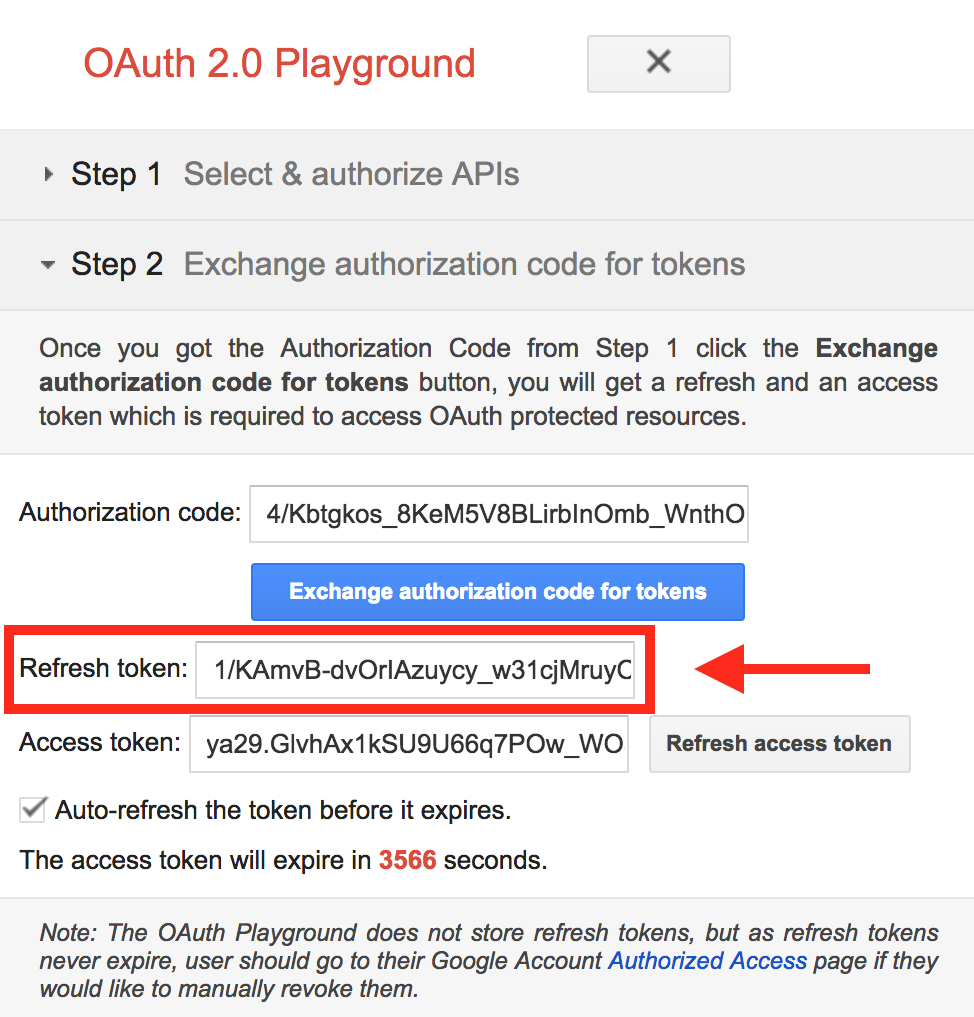 OAuth 2.0 Playground
Step 1 Select & authorize APIs
Step 2 Exchange authorization code for tokens
Once you got the Authorization Code from Step 1 click the Exchange
authorization code for tokens button, you will get a refresh and an access
token which is required to access OAuth protected resources.
Authorization code: 4/Kbtgkos_8KeM5V8BLirbInOmb_WnthO
Exchange authorization code for tokens
Refresh token: 1/KAmvB-dvOrIAzuycy_w31cjMruyC
Access token: ya29.GlvhAx1kSU9U66q7POw_WO Refresh access token
Auto-refresh the token before it expires.
The access token will expire in 3566 seconds.
Note: The OAuth Playground does not store refresh tokens, but as refresh tokens
never expire, user should go to their Google Account Authorized Access page if they
would like to manually revoke them.